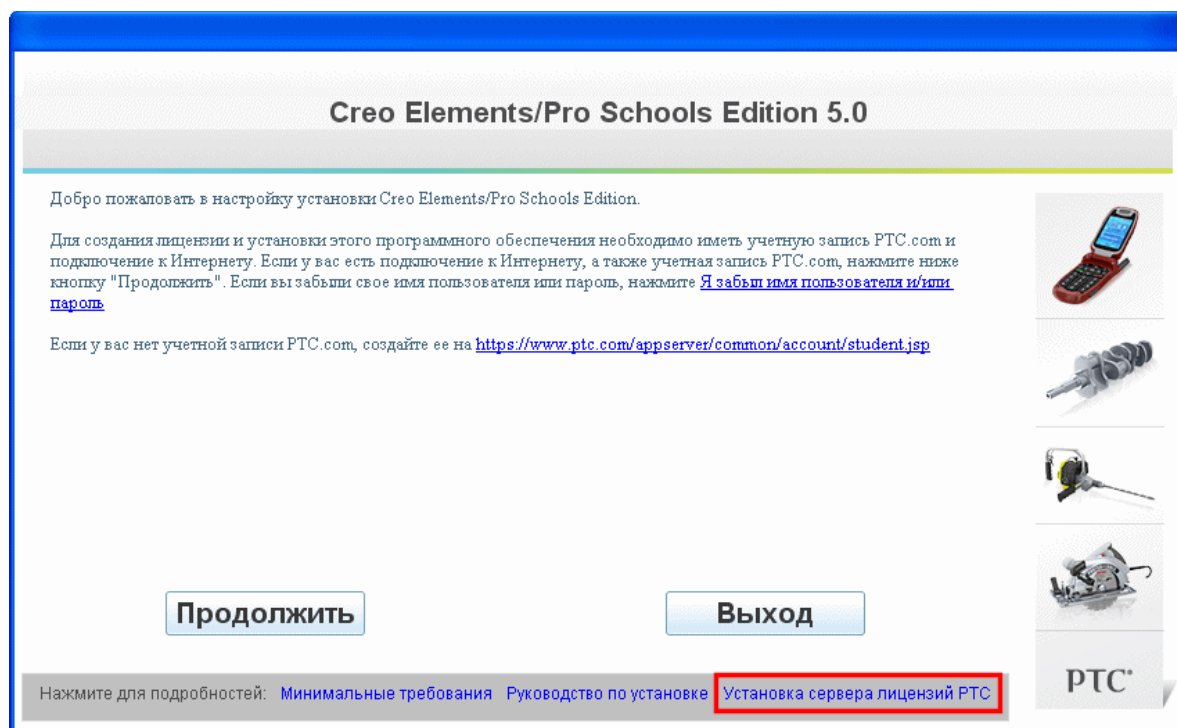 Creo Elements/Pro Schools Edition 5.0
Добро пожаловать в настройку установки Creo Elements/Pro Schools Edition.
Для создания лицензии и установки этого программного обеспечения необходимо иметь учетную запись PTC.com и
подключение к Интернету. Если у вас есть подключение к Интернету, а также учетная запись PTC.com, нажмите ниже
кнопку "Продолжить". Если вы забыли свое имя пользователя или пароль, нажмите Я забыл имя пользователя и/или
пароль
Если у вас нет учетной записи PTC.com, создайте ее на https://www.ptc.com/appserver/common/account/student.jsp
Продолжить
Выход
Нажмите для подробностей: Минимальные требования Руководство по установке Установка сервера лицензий PTC
PTC